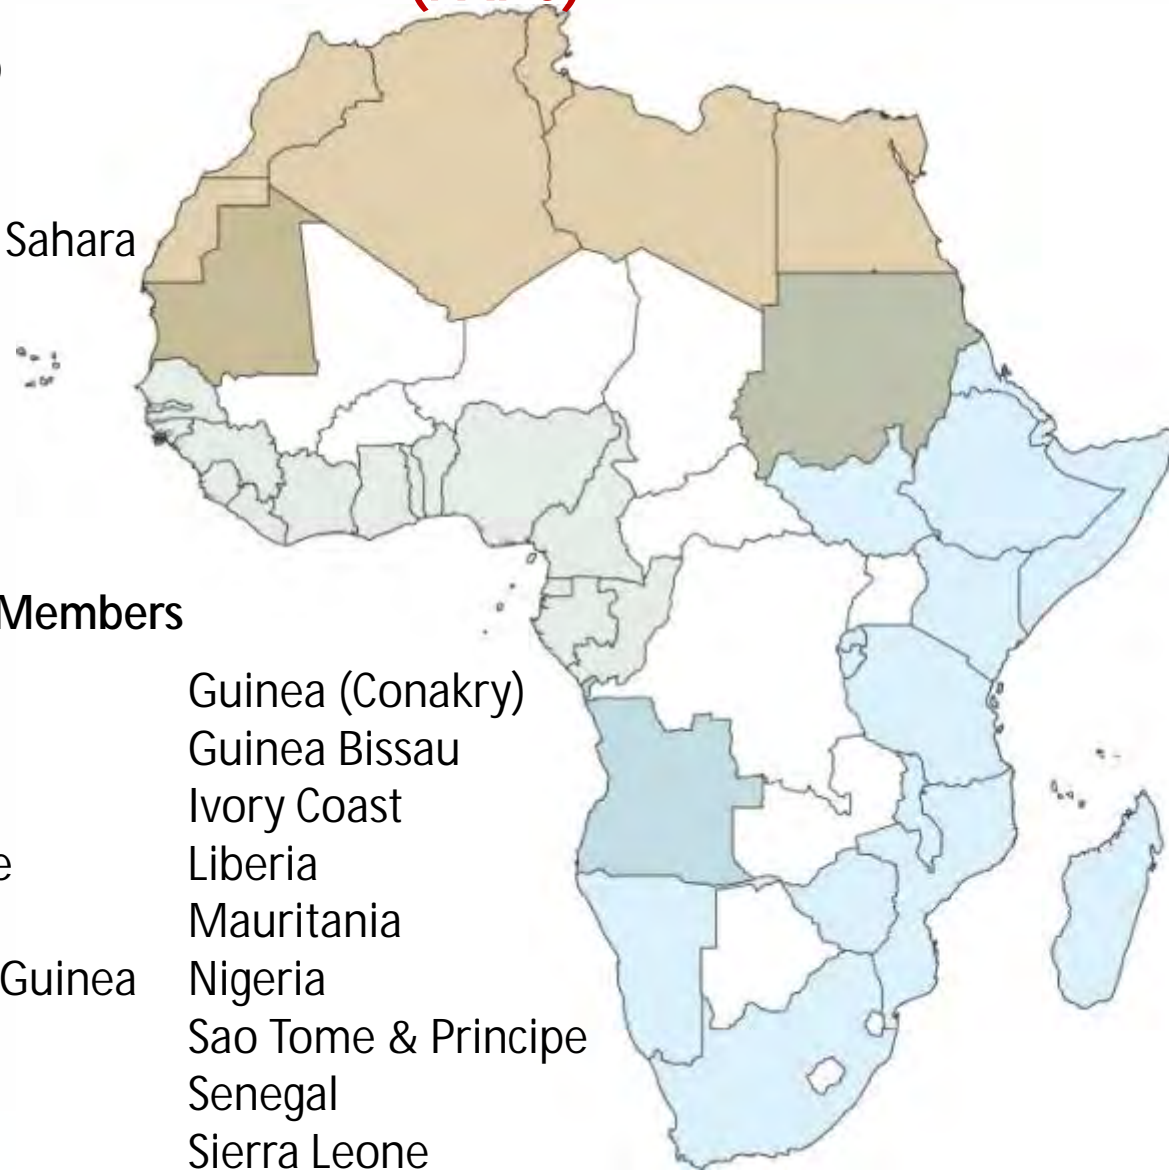 Sahara
Members
Guinea (Conakry)
Guinea Bissau
Ivory Coast
Liberia
Mauritania
Guinea Nigeria
Sao Tome & Principe
Senegal
Sierra Leone